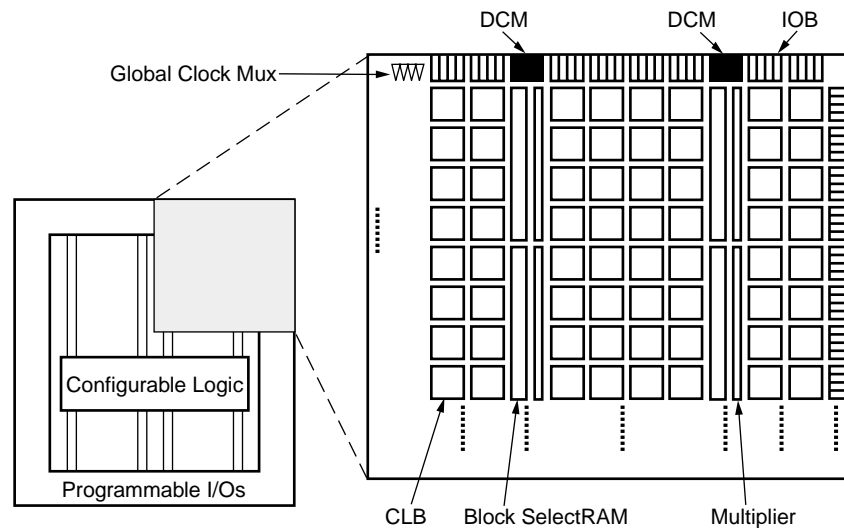 DCM
DCM
IOB
Global Clock Mux
Configurable Logic
Programmable I/Os
CLB
Block SelectRAM
Multiplier